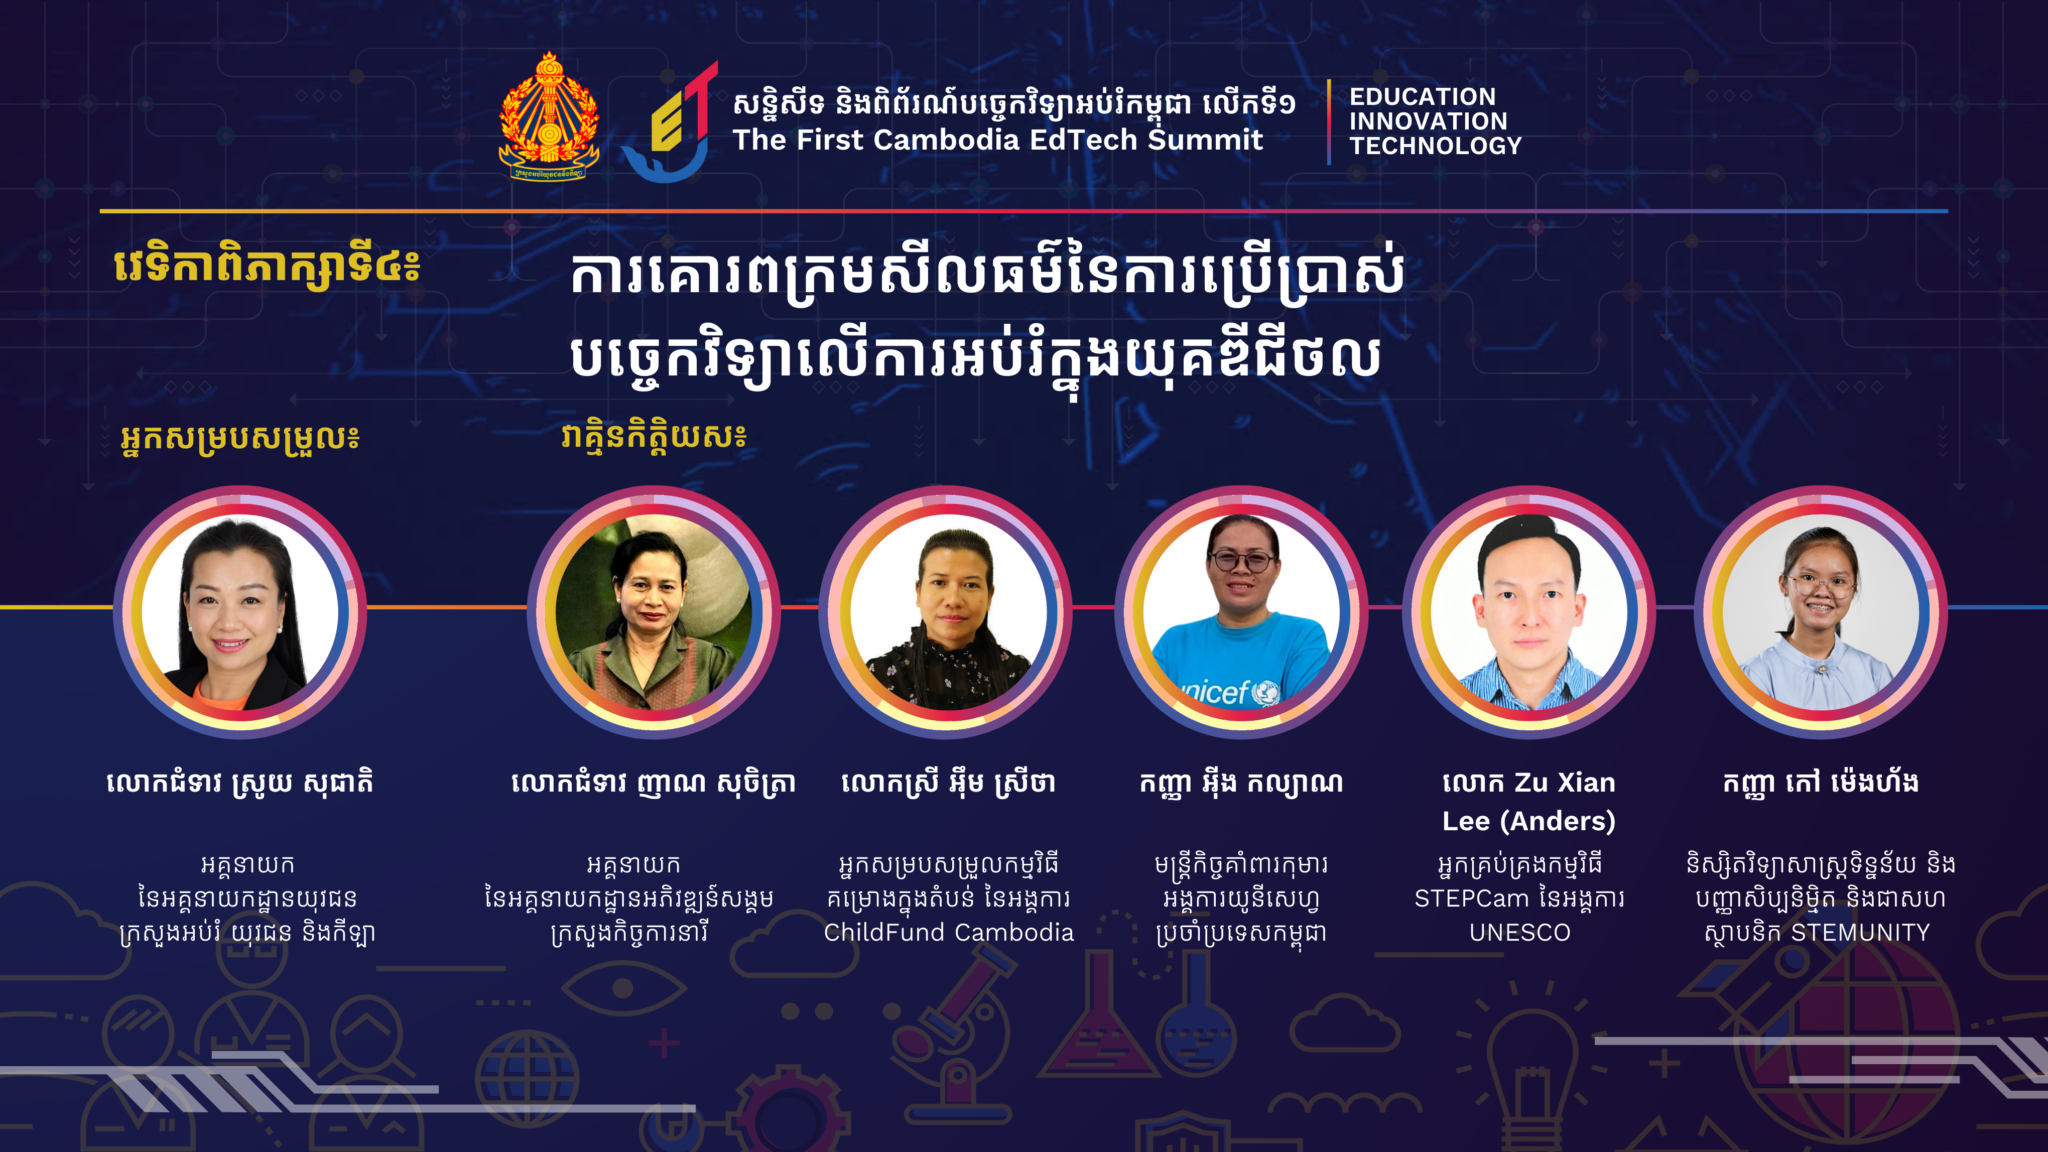 សន្និសីទ និងពិព័រណ៍បច្ចេកវិទ្យាអប់រំកម្ពុជា លើកទី១
The First Cambodia EdTech Summit
EDUCATION
INNOVATION
TECHNOLOGY
ក្រសួងអប់រំយុវជននិងកីឡា
វេទិកាពិភាក្សាទី៤៖
ការគោរពក្រមសីលធម៌នៃការប្រើប្រាស់
បច្ចេកវិទ្យាលើការអប់រំក្នុងយុគឌីជីថល
អ្នកសម្របសម្រួល៖
វាគ្មិនកិត្តិយស៖
unicef
លោកជំទាវ ស្រូយ សុជាតិ
អគ្គនាយក
នៃអគ្គនាយកដ្ឋានយុវជន
ក្រសួងអប់រំ យុវជន និងកីឡា
លោកជំទាវ ញាណ សុចិត្រា
អគ្គនាយក
នៃអគ្គនាយកដ្ឋានអភិវឌ្ឍន៍សង្គម
ក្រសួងកិច្ចការនារី
លោកស្រី អ៊ឹម ស្រីថា
អ្នកសម្របសម្រួលកម្មវិធី
គម្រោងក្នុងតំបន់ នៃអង្គការ
ChildFund Cambodia
កញ្ញា អ៊ីង កល្យាណ
មន្ត្រីកិច្ចគាំពារកុមារ
អង្គការយូនីសេហ្វ
ប្រចាំប្រទេសកម្ពុជា
លោក Zu Xian
Lee (Anders)
អ្នកគ្រប់គ្រងកម្មវិធី
STEPCam នៃអង្គការ
UNESCO
កញ្ញា កៅ ម៉េងហ័ង
និស្សិតវិទ្យាសាស្ត្រទិន្នន័យ និង
បញ្ញាសិប្បនិម្មិត និងជាសហ
ស្ថាបនិក STEMUNITY